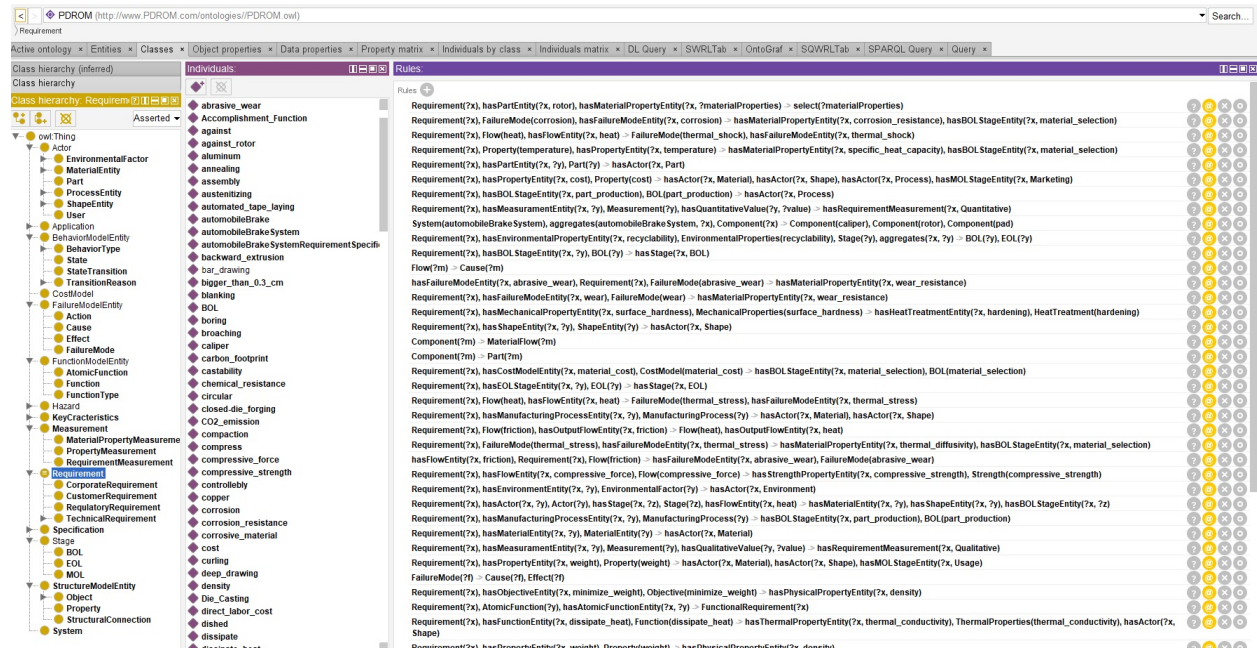 PDROM (http://www.PDROM.com/ontologies//PDROM.owl)
Search...
Requirement
Active ontology × Entities × Classes × Object properties × Data properties × Property matrix × Individuals by class × Individuals matrix × DL Query × SWRLTab × OntoGraf × SQWRLTab × SPARQL Query × Query ×
Class hierarchy (inferred)
Class hierarchy
Class hierarchy: Requirem
Asserted
owl:Thing
Actor
EnvironmentalFactor
MaterialEntity
Part
ProcessEntity
ShapeEntity
User
Application
BehaviorModelEntity
BehaviorType
State
StateTransition
TransitionReason
CostModel
FailureModelEntity
Action
Cause
Effect
FailureMode
FunctionModelEntity
AtomicFunction
Function
FunctionType
Hazard
KeyCracteristics
Measurement
MaterialPropertyMeasureme
PropertyMeasurement
RequirementMeasurement
Requirement
CorporateRequirement
CustomerRequirement
RequlatoryRequirement
TechnicalRequirement
Specification
Stage
BOL
EOL
MOL
StructureModelEntity
Object
Property
StructuralConnection
System
Individuals:
abrasive_wear
Accomplishment_Function
against
against_rotor
aluminum
annealing
assembly
austenitizing
automated_tape_laying
automobileBrake
automobileBrakeSystem
automobileBrakeSystemRequirementSpecifi
backward_extrusion
bar_drawing
bigger_than_0.3_cm
blanking
BOL
boring
broaching
caliper
carbon_footprint
castability
chemical_resistance
circular
closed-die_forging
CO2_emission
compaction
compress
compressive_force
compressive_strength
controllebly
copper
corrosion
corrosion_resistance
corrosive_material
cost
curling
deep_drawing
density
Die_Casting
direct_labor_cost
dished
dissipate
dissipate_heat
Rules:
Rules
Requirement(?x), hasPartEntity(?x, rotor), hasMaterialPropertyEntity(?x, ?materialProperties) -> select(?materialProperties)
Requirement(?x), FailureMode(corrosion), hasFailureModeEntity(?x, corrosion) -> hasMaterialPropertyEntity(?x, corrosion_resistance), hasBOLStageEntity(?x, material_selection)
Requirement(?x), Flow(heat), hasFlowEntity(?x, heat) -> FailureMode(thermal_shock), hasFailureModeEntity(?x, thermal_shock)
Requirement(?x), Property(temperature), hasPropertyEntity(?x, temperature) -> hasMaterialPropertyEntity(?x, specific_heat_capacity), hasBOLStageEntity(?x, material_selection)
Requirement(?x), hasPartEntity(?x, ?y), Part(?y) -> hasActor(?x, Part)
Requirement(?x), hasPropertyEntity(?x, cost), Property(cost) -> hasActor(?x, Material), hasActor(?x, Shape), hasActor(?x, Process), hasMOLStageEntity(?x, Marketing)
Requirement(?x), hasBOLStageEntity(?x, part_production), BOL(part_production) -> hasActor(?x, Process)
Requirement(?x), hasMeasuramentEntity(?x, ?y), Measurement(?y), hasQuantitativeValue(?y, ?value) -> hasRequirementMeasurement(?x, Quantitative)
System(automobileBrakeSystem), aggregates(automobileBrakeSystem, ?x), Component(?x) -> Component(caliper), Component(rotor), Component(pad)
Requirement(?x), hasEnvironmentalPropertyEntity(?x, recyclability), EnvironmentalProperties(recyclability), Stage(?y), aggregates(?x, ?y) -> BOL(?y), EOL(?y)
Requirement(?x), hasBOLStageEntity(?x, ?y), BOL(?y) -> hasStage(?x, BOL)
Flow(?m) -> Cause(?m)
hasFailureModeEntity(?x, abrasive_wear), Requirement(?x), FailureMode(abrasive_wear) -> hasMaterialPropertyEntity(?x, wear_resistance)
Requirement(?x), hasFailureModeEntity(?x, wear), FailureMode(wear) -> hasMaterialPropertyEntity(?x, wear_resistance)
Requirement(?x), hasMechanicalPropertyEntity(?x, surface_hardness), MechanicalProperties(surface_hardness) -> hasHeatTreatmentEntity(?x, hardening), HeatTreatment(hardening)
Requirement(?x), hasShapeEntity(?x, ?y), ShapeEntity(?y) -> hasActor(?x, Shape)
Component(?m) -> MaterialFlow(?m)
Component(?m) -> Part(?m)
Requirement(?x), hasCostModelEntity(?x, material_cost), CostModel(material_cost) -> hasBOLStageEntity(?x, material_selection), BOL(material_selection)
Requirement(?x), hasEOLStageEntity(?x, ?y), EOL(?y) -> hasStage(?x, EOL)
Requirement(?x), Flow(heat), hasFlowEntity(?x, heat) -> FailureMode(thermal_stress), hasFailureModeEntity(?x, thermal_stress)
Requirement(?x), hasManufacturingProcessEntity(?x, ?y), ManufacturingProcess(?y) -> hasActor(?x, Material), hasActor(?x, Shape)
Requirement(?x), Flow(friction), hasOutputFlowEntity(?x, friction) -> Flow(heat), hasOutputFlowEntity(?x, heat)
Requirement(?x), FailureMode(thermal_stress), hasFailureModeEntity(?x, thermal_stress) -> hasMaterialPropertyEntity(?x, thermal_diffusivity), hasBOLStageEntity(?x, material_selection)
hasFlowEntity(?x, friction), Requirement(?x), Flow(friction) -> hasFailureModeEntity(?x, abrasive_wear), FailureMode(abrasive_wear)
Requirement(?x), hasFlowEntity(?x, compressive_force), Flow(compressive_force) -> hasStrengthPropertyEntity(?x, compressive_strength), Strength(compressive_strength)
Requirement(?x), hasEnvironmentEntity(?x, ?y), EnvironmentalFactor(?y) -> hasActor(?x, Environment)
Requirement(?x), hasActor(?x, ?y), Actor(?y), hasStage(?x, ?z), Stage(?z), hasFlowEntity(?x, heat) -> hasMaterialEntity(?x, ?y), hasShapeEntity(?x, ?y), hasBOLStageEntity(?x, ?z)
Requirement(?x), hasManufacturingProcessEntity(?x, ?y), ManufacturingProcess(?y) -> hasBOLStageEntity(?x, part_production), BOL(part_production)
Requirement(?x), hasMaterialEntity(?x, ?y), MaterialEntity(?y) -> hasActor(?x, Material)
Requirement(?x), hasMeasuramentEntity(?x, ?y), Measurement(?y), hasQualitativeValue(?y, ?value) -> hasRequirementMeasurement(?x, Qualitative)
Requirement(?x), hasPropertyEntity(?x, weight), Property(weight) -> hasActor(?x, Material), hasActor(?x, Shape), hasMOLStageEntity(?x, Usage)
FailureMode(?f) -> Cause(?f), Effect(?f)
Requirement(?x), hasObjectiveEntity(?x, minimize_weight), Objective(minimize_weight) -> hasPhysicalPropertyEntity(?x, density)
Requirement(?x), AtomicFunction(?y), hasAtomicFunctionEntity(?x, ?y) -> FunctionalRequirement(?x)
Requirement(?x), hasFunctionEntity(?x, dissipate_heat), Function(dissipate_heat) -> hasThermalPropertyEntity(?x, thermal_conductivity), ThermalProperties(thermal_conductivity), hasActor(?x,
Shape)
Requirement(?x), hasPropertyEntity(?x, weight), Property(weight) -> hasPhysicalPropertyEntity(?x, density)